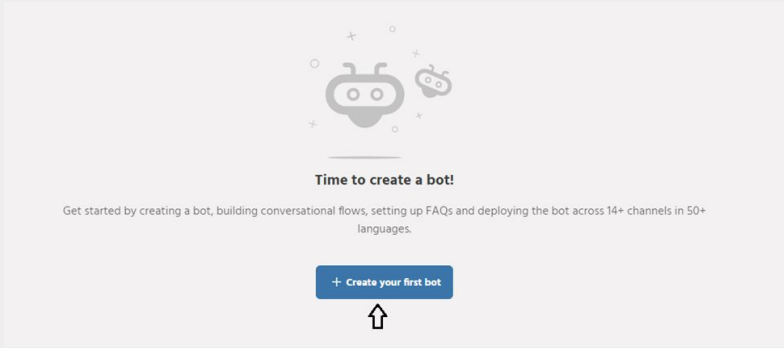 Time to create a bot!
Get started by creating a bot, building conversational flows, setting up FAQs and deploying the bot across 14+ channels in 50+
languages.
+ Create your first bot